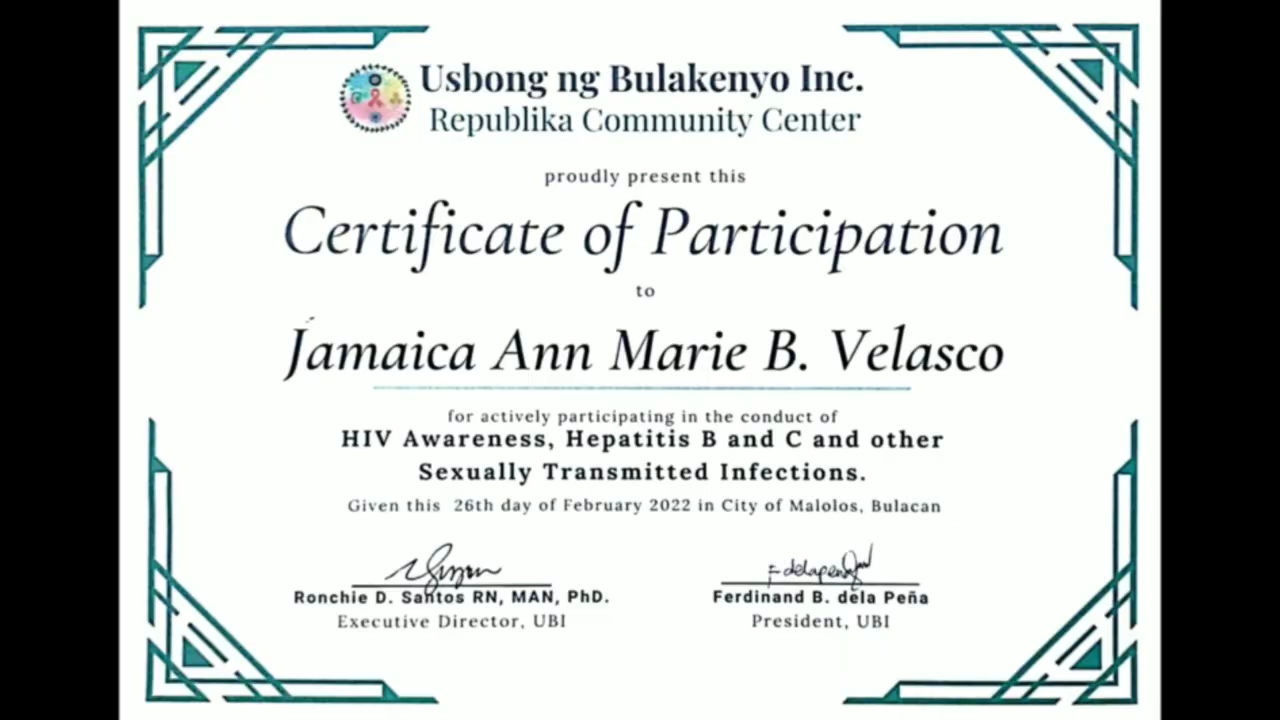 Usbong ng Bulakenyo Inc.
Republika Community Center
proudly present this
Certificate of Participation
to
Jamaica Ann Marie B. Velasco
for actively participating in the conduct of
HIV Awareness, Hepatitis B and C and other
Sexually Transmitted Infections.
Given this 26th day of February 2022 in City of Malolos, Bulacan
F delapeña
Ronchie D. Santos RN, MAN, PhD. Ferdinand B. dela Peña
Executive Director, UBI President, UBI